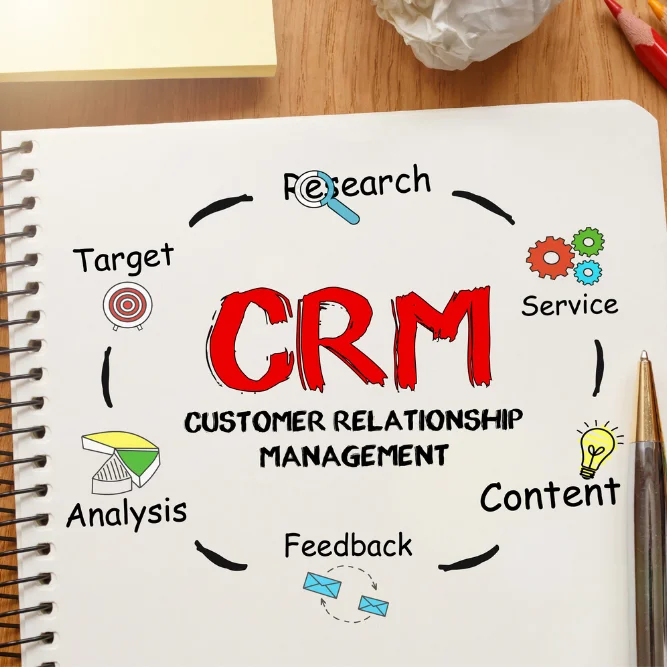 Research
Target
Service
CRM
CUSTOMER RELATIONSHIP
MANAGEMENT
Analysis
Content
Feedback